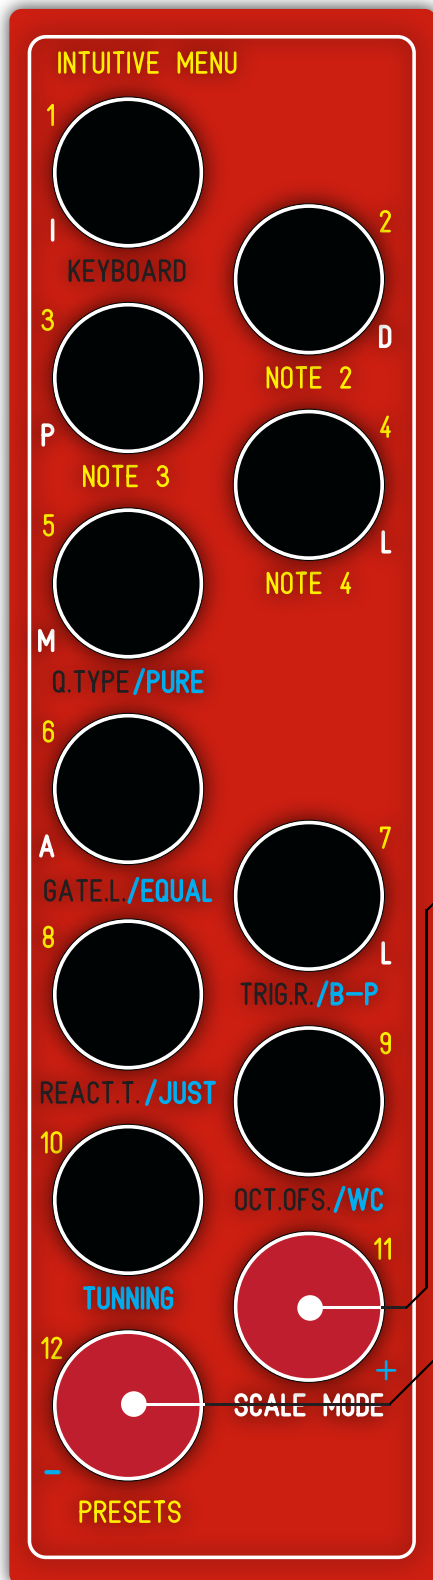 INTUITIVE MENU
1
I
KEYBOARD
2
D
NOTE 2
3
P
NOTE 3
4
L
NOTE 4
5
M
Q.TYPE/PURE
6
A
GATE.L./EQUAL
7
L
TRIG.R./B-P
8
REACT.T./JUST
9
OCT.OFS./WC
10
TUNNING
11
+
SCALE MODE
12
-
PRESETS